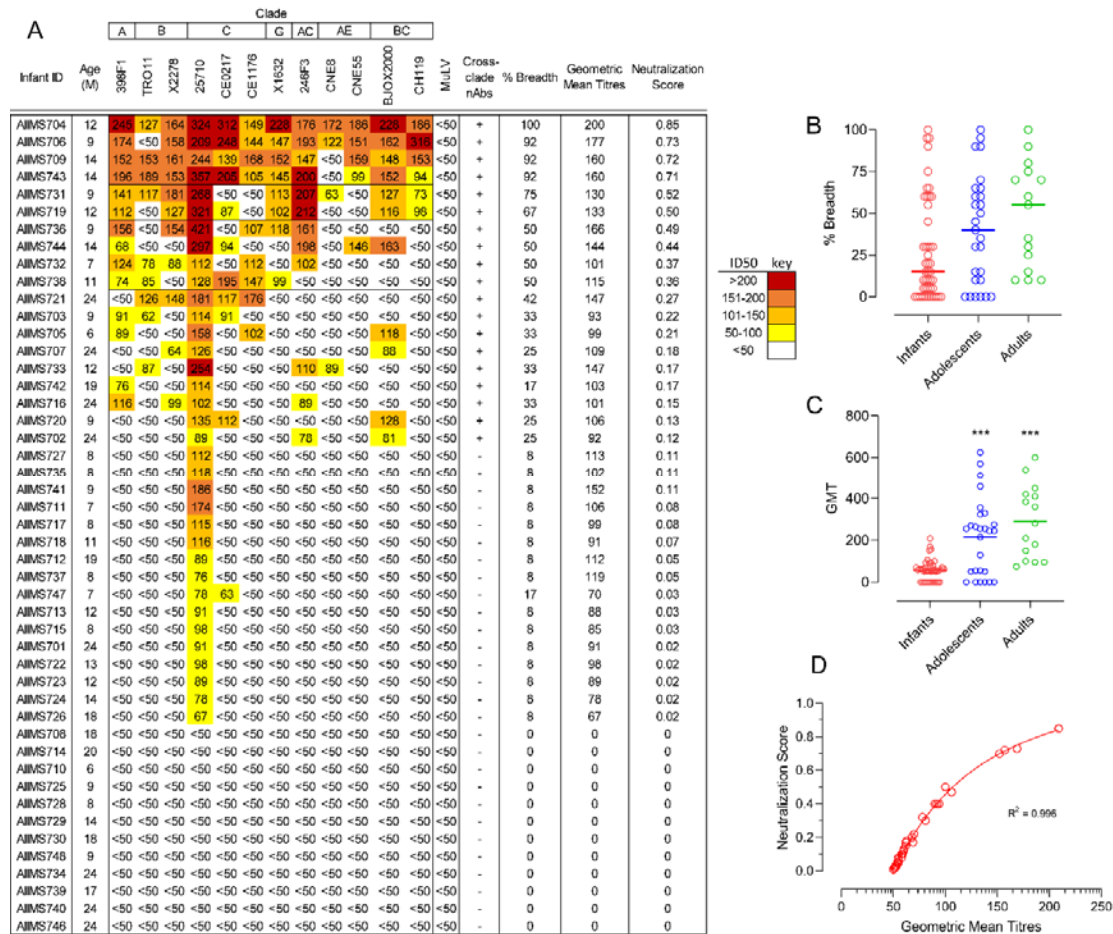 A
Clade
A B C G AC AE BC
Infant ID Age (M) 398F1 TRO11 X2278 25710 CE0217 CE1176 X1632 246F3 CNE8 CNE55 BJOX2000 CH119 MuLV Cross-clade nAbs % Breadth Geometric Mean Titres Neutralization Score
AIIMS704 12 245 127 164 324 312 149 228 176 172 186 226 186 <50 + 100 200 0.85
AIIMS706 9 174 <50 158 209 248 144 147 193 122 151 162 316 <50 + 92 177 0.73
AIIMS709 14 152 153 161 244 139 168 152 147 <50 159 148 153 <50 + 92 160 0.72
AIIMS743 14 196 189 153 357 205 105 145 200 <50 99 152 94 <50 + 92 160 0.71
AIIMS731 9 141 117 181 268 <50 <50 113 207 63 <50 127 73 <50 + 75 130 0.52
AIIMS719 12 112 <50 127 321 87 <50 102 212 <50 <50 116 98 <50 + 67 133 0.50
AIIMS736 9 156 <50 154 421 <50 107 118 161 <50 <50 <50 <50 <50 + 50 166 0.49
AIIMS744 14 68 <50 <50 297 94 <50 <50 198 <50 146 163 <50 <50 + 50 144 0.44
AIIMS732 7 124 78 88 112 <50 112 <50 102 <50 <50 <50 <50 <50 + 50 101 0.37
AIIMS738 11 74 85 <50 128 195 147 99 <50 <50 <50 <50 <50 <50 + 50 115 0.36
AIIMS721 24 <50 126 148 181 117 176 <50 <50 <50 <50 <50 <50 <50 + 42 147 0.27
AIIMS703 9 91 62 <50 114 91 <50 <50 <50 <50 <50 <50 <50 <50 + 33 93 0.22
AIIMS705 6 89 <50 <50 158 <50 102 <50 <50 <50 <50 118 <50 <50 + 33 99 0.21
AIIMS707 24 <50 <50 64 126 <50 <50 <50 <50 <50 <50 88 <50 <50 + 25 109 0.18
AIIMS733 12 <50 87 <50 254 <50 <50 <50 110 89 <50 <50 <50 <50 + 33 147 0.17
AIIMS742 19 76 <50 <50 114 <50 <50 <50 <50 <50 <50 <50 <50 <50 + 17 103 0.17
AIIMS716 24 116 <50 99 102 <50 <50 <50 89 <50 <50 <50 <50 <50 + 33 101 0.15
AIIMS720 9 <50 <50 <50 135 112 <50 <50 <50 <50 <50 128 <50 <50 + 25 106 0.13
AIIMS702 24 <50 <50 <50 89 <50 <50 <50 78 <50 <50 81 <50 <50 + 25 92 0.12
AIIMS727 8 <50 <50 <50 112 <50 <50 <50 <50 <50 <50 <50 <50 <50 - 8 113 0.11
AIIMS735 8 <50 <50 <50 118 <50 <50 <50 <50 <50 <50 <50 <50 <50 - 8 102 0.11
AIIMS741 9 <50 <50 <50 186 <50 <50 <50 <50 <50 <50 <50 <50 <50 - 8 152 0.11
AIIMS711 7 <50 <50 <50 174 <50 <50 <50 <50 <50 <50 <50 <50 <50 - 8 106 0.08
AIIMS717 8 <50 <50 <50 115 <50 <50 <50 <50 <50 <50 <50 <50 <50 - 8 99 0.08
AIIMS718 11 <50 <50 <50 116 <50 <50 <50 <50 <50 <50 <50 <50 <50 - 8 91 0.07
AIIMS712 19 <50 <50 <50 89 <50 <50 <50 <50 <50 <50 <50 <50 <50 - 8 112 0.05
AIIMS737 8 <50 <50 <50 76 <50 <50 <50 <50 <50 <50 <50 <50 <50 - 8 119 0.05
AIIMS747 7 <50 <50 <50 78 63 <50 <50 <50 <50 <50 <50 <50 <50 - 17 70 0.03
AIIMS713 12 <50 <50 <50 91 <50 <50 <50 <50 <50 <50 <50 <50 <50 - 8 88 0.03
AIIMS715 8 <50 <50 <50 98 <50 <50 <50 <50 <50 <50 <50 <50 <50 - 8 85 0.03
AIIMS701 24 <50 <50 <50 91 <50 <50 <50 <50 <50 <50 <50 <50 <50 - 8 91 0.02
AIIMS722 13 <50 <50 <50 98 <50 <50 <50 <50 <50 <50 <50 <50 <50 - 8 98 0.02
AIIMS723 12 <50 <50 <50 89 <50 <50 <50 <50 <50 <50 <50 <50 <50 - 8 89 0.02
AIIMS724 14 <50 <50 <50 78 <50 <50 <50 <50 <50 <50 <50 <50 <50 - 8 78 0.02
AIIMS726 18 <50 <50 <50 67 <50 <50 <50 <50 <50 <50 <50 <50 <50 - 8 67 0.02
AIIMS708 18 <50 <50 <50 <50 <50 <50 <50 <50 <50 <50 <50 <50 <50 - 0 0 0
AIIMS714 20 <50 <50 <50 <50 <50 <50 <50 <50 <50 <50 <50 <50 <50 - 0 0 0
AIIMS710 6 <50 <50 <50 <50 <50 <50 <50 <50 <50 <50 <50 <50 <50 - 0 0 0
AIIMS725 9 <50 <50 <50 <50 <50 <50 <50 <50 <50 <50 <50 <50 <50 - 0 0 0
AIIMS728 8 <50 <50 <50 <50 <50 <50 <50 <50 <50 <50 <50 <50 <50 - 0 0 0
AIIMS729 14 <50 <50 <50 <50 <50 <50 <50 <50 <50 <50 <50 <50 <50 - 0 0 0
AIIMS730 18 <50 <50 <50 <50 <50 <50 <50 <50 <50 <50 <50 <50 <50 - 0 0 0
AIIMS748 9 <50 <50 <50 <50 <50 <50 <50 <50 <50 <50 <50 <50 <50 - 0 0 0
AIIMS734 24 <50 <50 <50 <50 <50 <50 <50 <50 <50 <50 <50 <50 <50 - 0 0 0
AIIMS739 17 <50 <50 <50 <50 <50 <50 <50 <50 <50 <50 <50 <50 <50 - 0 0 0
AIIMS740 24 <50 <50 <50 <50 <50 <50 <50 <50 <50 <50 <50 <50 <50 - 0 0 0
AIIMS746 24 <50 <50 <50 <50 <50 <50 <50 <50 <50 <50 <50 <50 <50 - 0 0 0
ID50 key
>200
151-200
101-150
50-100
<50
B
% Breadth
100
75
50
25
0
Infants Adolescents Adults
C
GMT
800
600
400
200
0
*** ***
Infants Adolescents Adults
D
Neutralization Score
1.0
0.8
0.6
0.4
0.2
0.0
R² = 0.996
0 50 100 150 200 250
Geometric Mean Titres